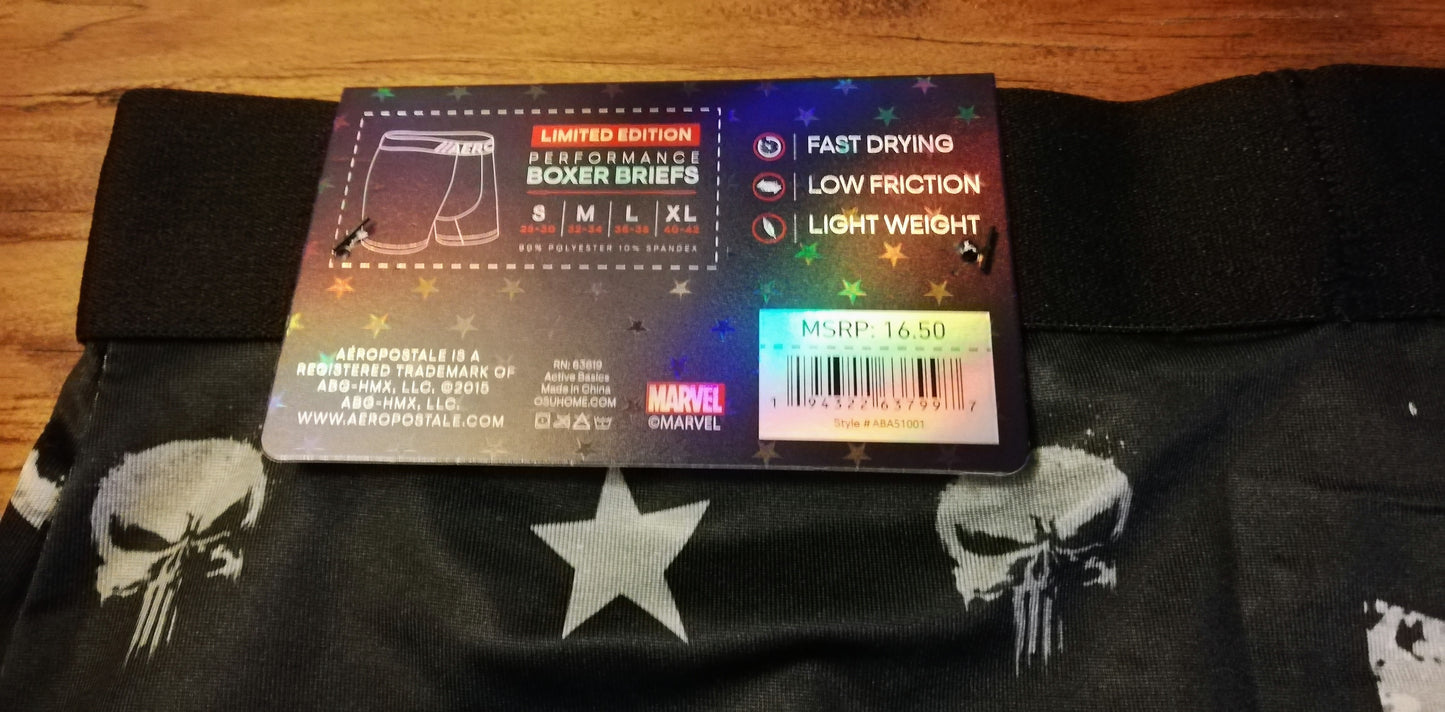 AERO
LIMITED EDITION
PERFORMANCE
BOXER BRIEFS
S M L XL
28-30 32-34 36-38 40-42
90% POLYESTER 10% SPANDEX
FAST DRYING
LOW FRICTION
LIGHT WEIGHT
AÉROPOSTALE IS A
REGISTERED TRADEMARK OF
ABG-HMX, LLC. ©2015
ABG-HMX, LLC.
WWW.AEROPOSTALE.COM
RN: 63619
Active Basics
Made in China
OSUHOME.COM
MARVEL
©MARVEL
MSRP: 16.50
1 94322 63799 7
Style # ABA51001